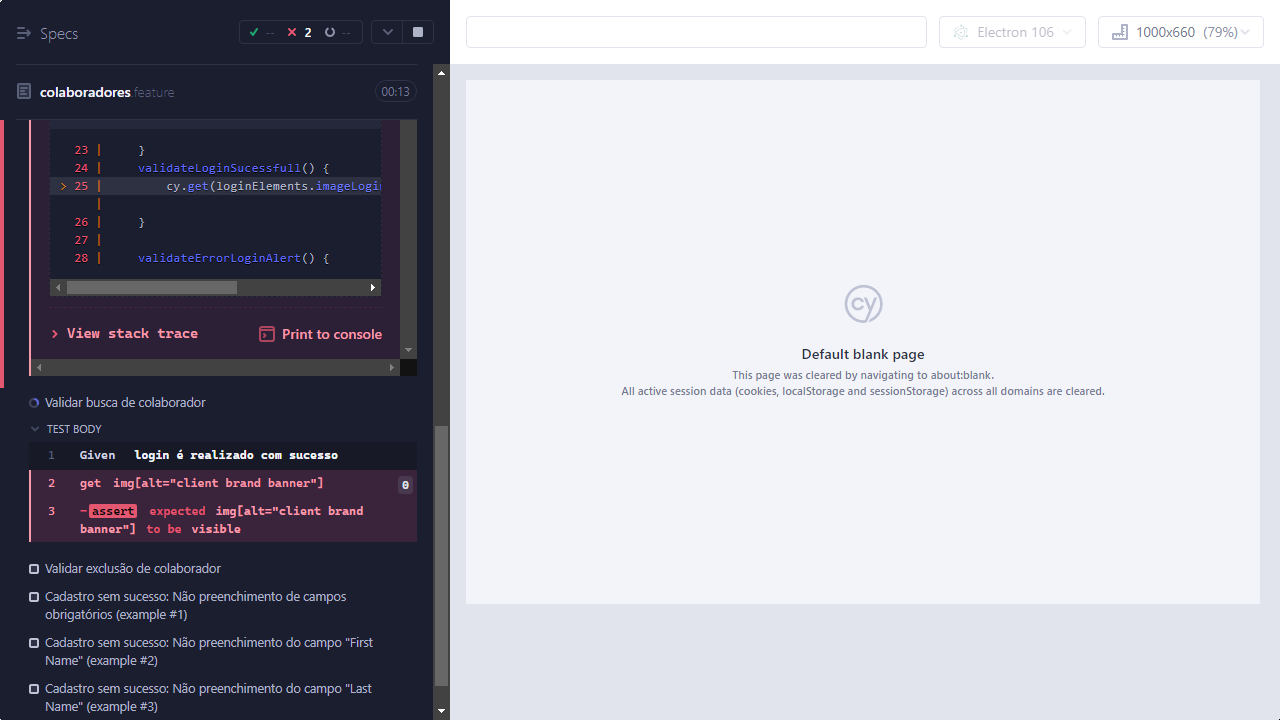 Specs
-- 2 --
Electron 106
1000x660 (79%)
colaboradores.feature
00:13
23 | }
24 | validateLoginSucessfull() {
> 25 | cy.get(loginElements.imageLogin
|
26 | }
27 |
28 | validateErrorLoginAlert() {
View stack trace
Print to console
Validar busca de colaborador
TEST BODY
1 Given login é realizado com sucesso
2 get img[alt="client brand banner"] 0
3 -assert expected img[alt="client brand
banner"] to be visible
Validar exclusão de colaborador
Cadastro sem sucesso: Não preenchimento de campos
obrigatórios (example #1)
Cadastro sem sucesso: Não preenchimento do campo "First
Name" (example #2)
Cadastro sem sucesso: Não preenchimento do campo "Last
Name" (example #3)
cy
Default blank page
This page was cleared by navigating to about:blank.
All active session data (cookies, localStorage and sessionStorage) across all domains are cleared.